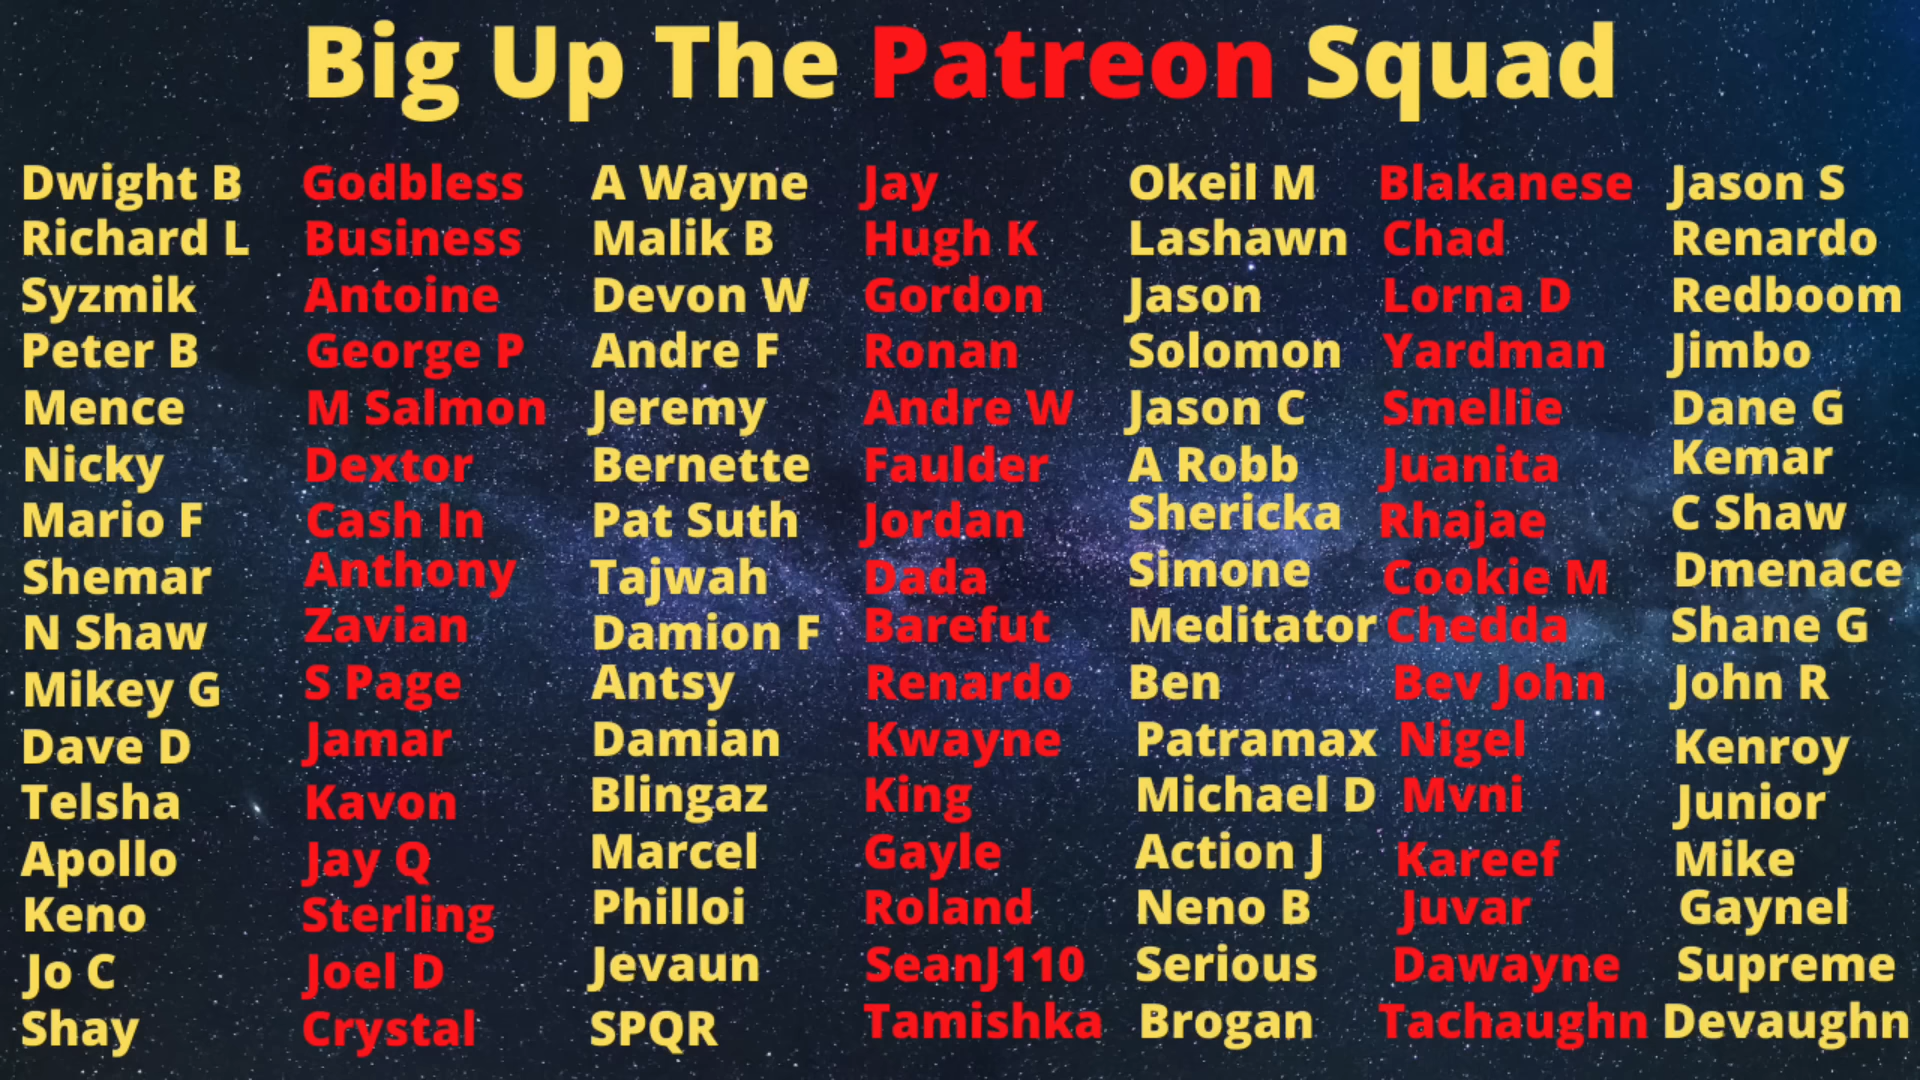 Big Up The Patreon Squad
Dwight B
Richard L
Syzmik
Peter B
Mence
Nicky
Mario F
Shemar
N Shaw
Mikey G
Dave D
Telsha
Apollo
Keno
Jo C
Shay
Godbless
Business
Antoine
George P
M Salmon
Dextor
Cash In
Anthony
Zavian
S Page
Jamar
Kavon
Jay Q
Sterling
Joel D
Crystal
A Wayne
Malik B
Devon W
Andre F
Jeremy
Bernette
Pat Suth
Tajwah
Damion F
Antsy
Damian
Blingaz
Marcel
Philloi
Jevaun
SPQR
Jay
Hugh K
Gordon
Ronan
Andre W
Faulder
Jordan
Dada
Barefut
Renardo
Kwayne
King
Gayle
Roland
SeanJ110
Tamishka
Okeil M
Lashawn
Jason
Solomon
Jason C
A Robb
Shericka
Simone
Meditator
Ben
Patramax
Michael D
Action J
Neno B
Serious
Brogan
Blakanese
Chad
Lorna D
Yardman
Smellie
Juanita
Rhajae
Cookie M
Chedda
Bev John
Nigel
Mvni
Kareef
Juvar
Dawayne
Tachaughn
Jason S
Renardo
Redboom
Jimbo
Dane G
Kemar
C Shaw
Dmenace
Shane G
John R
Kenroy
Junior
Mike
Gaynel
Supreme
Devaughn